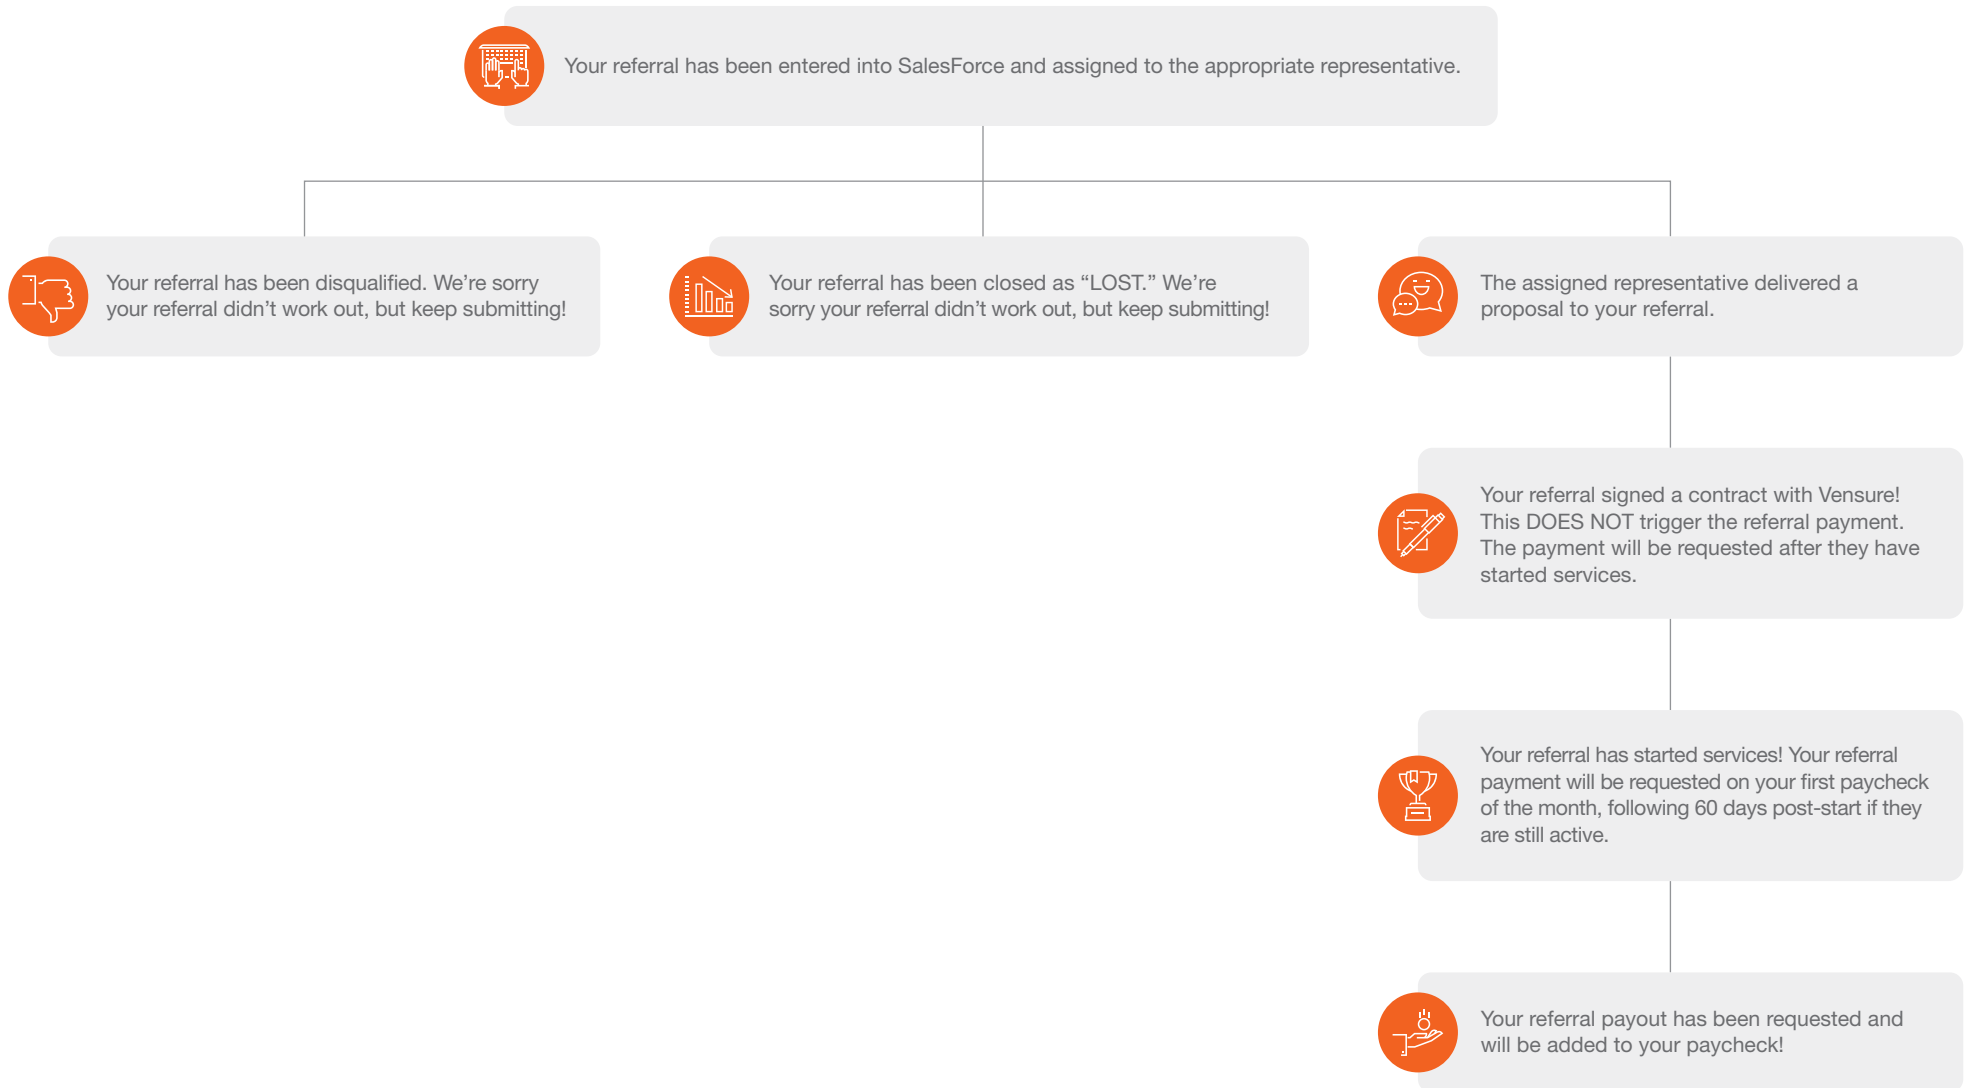 Your referral has been entered into SalesForce and assigned to the appropriate representative.
Your referral has been disqualified. We’re sorry
your referral didn’t work out, but keep submitting!
Your referral has been closed as “LOST.” We’re
sorry your referral didn’t work out, but keep submitting!
The assigned representative delivered a
proposal to your referral.
Your referral signed a contract with Vensure!
This DOES NOT trigger the referral payment.
The payment will be requested after they have
started services.
Your referral has started services! Your referral
payment will be requested on your first paycheck
of the month, following 60 days post-start if they
are still active.
Your referral payout has been requested and
will be added to your paycheck!